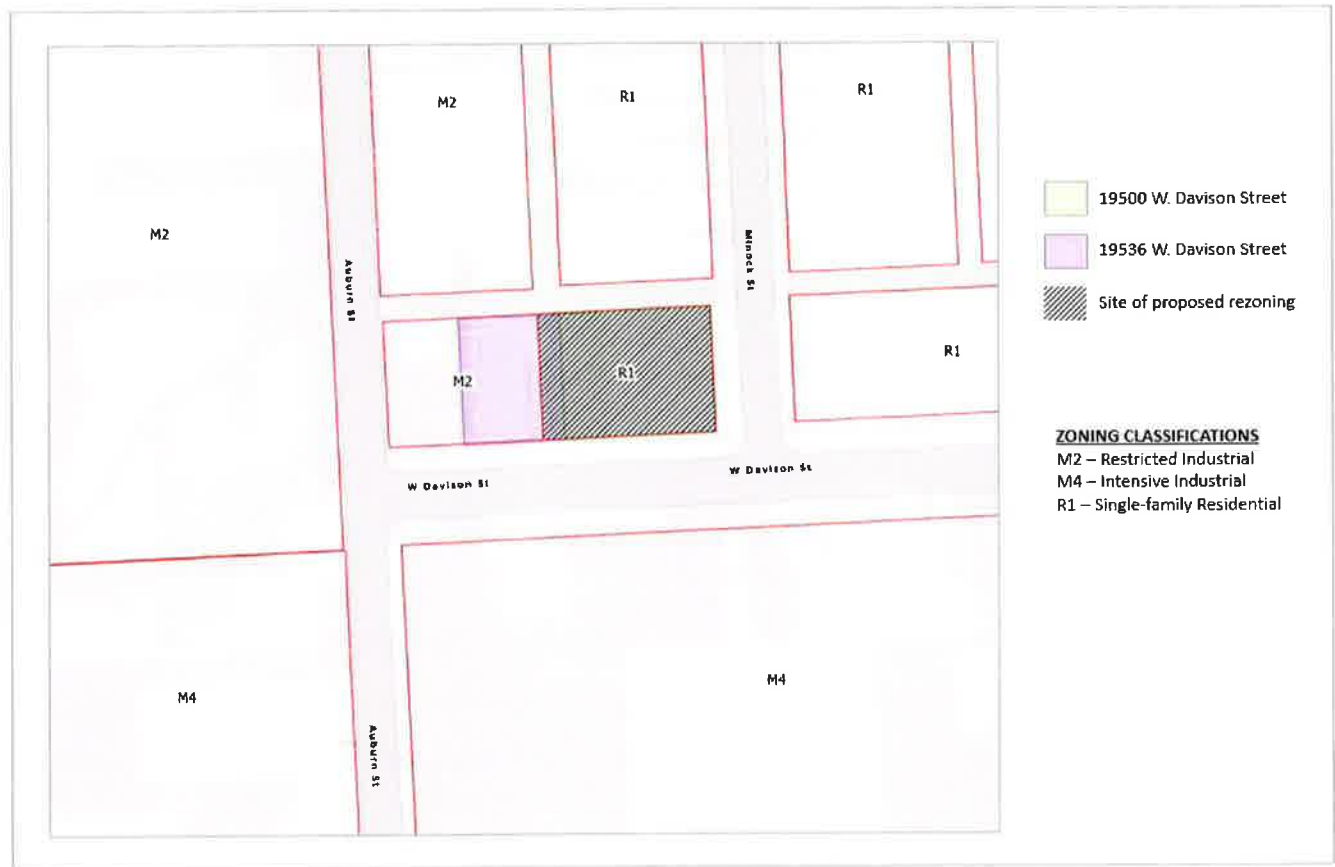 M2
R1
R1
M2
Auburn St
Minock St
19500 W. Davison Street
19536 W. Davison Street
Site of proposed rezoning
M2
R1
R1
W Davison St
W Davison St
ZONING CLASSIFICATIONS
M2 – Restricted Industrial
M4 – Intensive Industrial
R1 – Single-family Residential
M4
M4
Auburn St